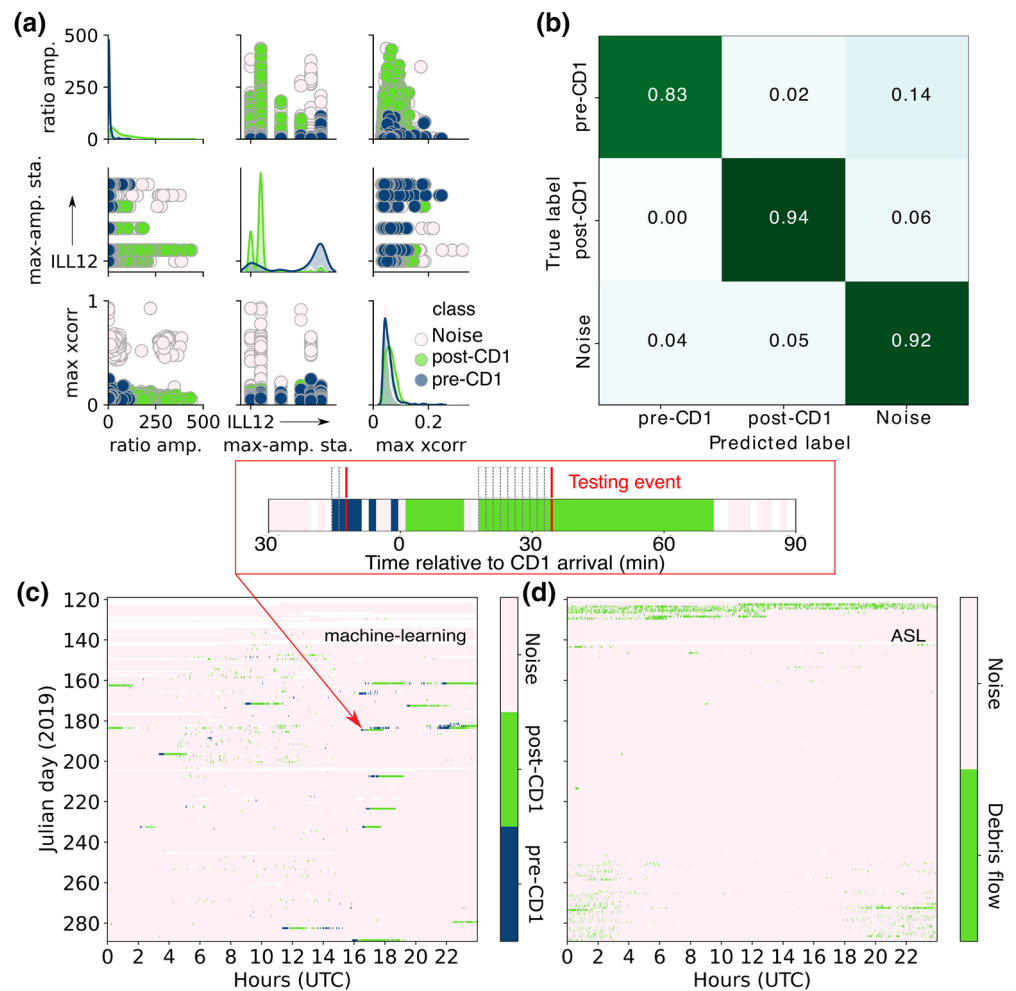 (a)
ratio amp.
500
250
0
max-amp. sta.
ILL12
max xcorr
1
0
class
Noise
post-CD1
pre-CD1
0 250 500
ratio amp.
ILL12
max-amp. sta.
0 0.2
max xcorr
(b)
True label
pre-CD1
post-CD1
Noise
0.83 0.02 0.14
0.00 0.94 0.06
0.04 0.05 0.92
pre-CD1 post-CD1 Noise
Predicted label
Testing event
30 0 30 60 90
Time relative to CD1 arrival (min)
(c)
machine-learning
Julian day (2019)
120
140
160
180
200
220
240
260
280
0 2 4 6 8 10 12 14 16 18 20 22
Hours (UTC)
Noise
post-CD1
pre-CD1
(d)
ASL
0 2 4 6 8 10 12 14 16 18 20 22
Hours (UTC)
Noise
Debris flow